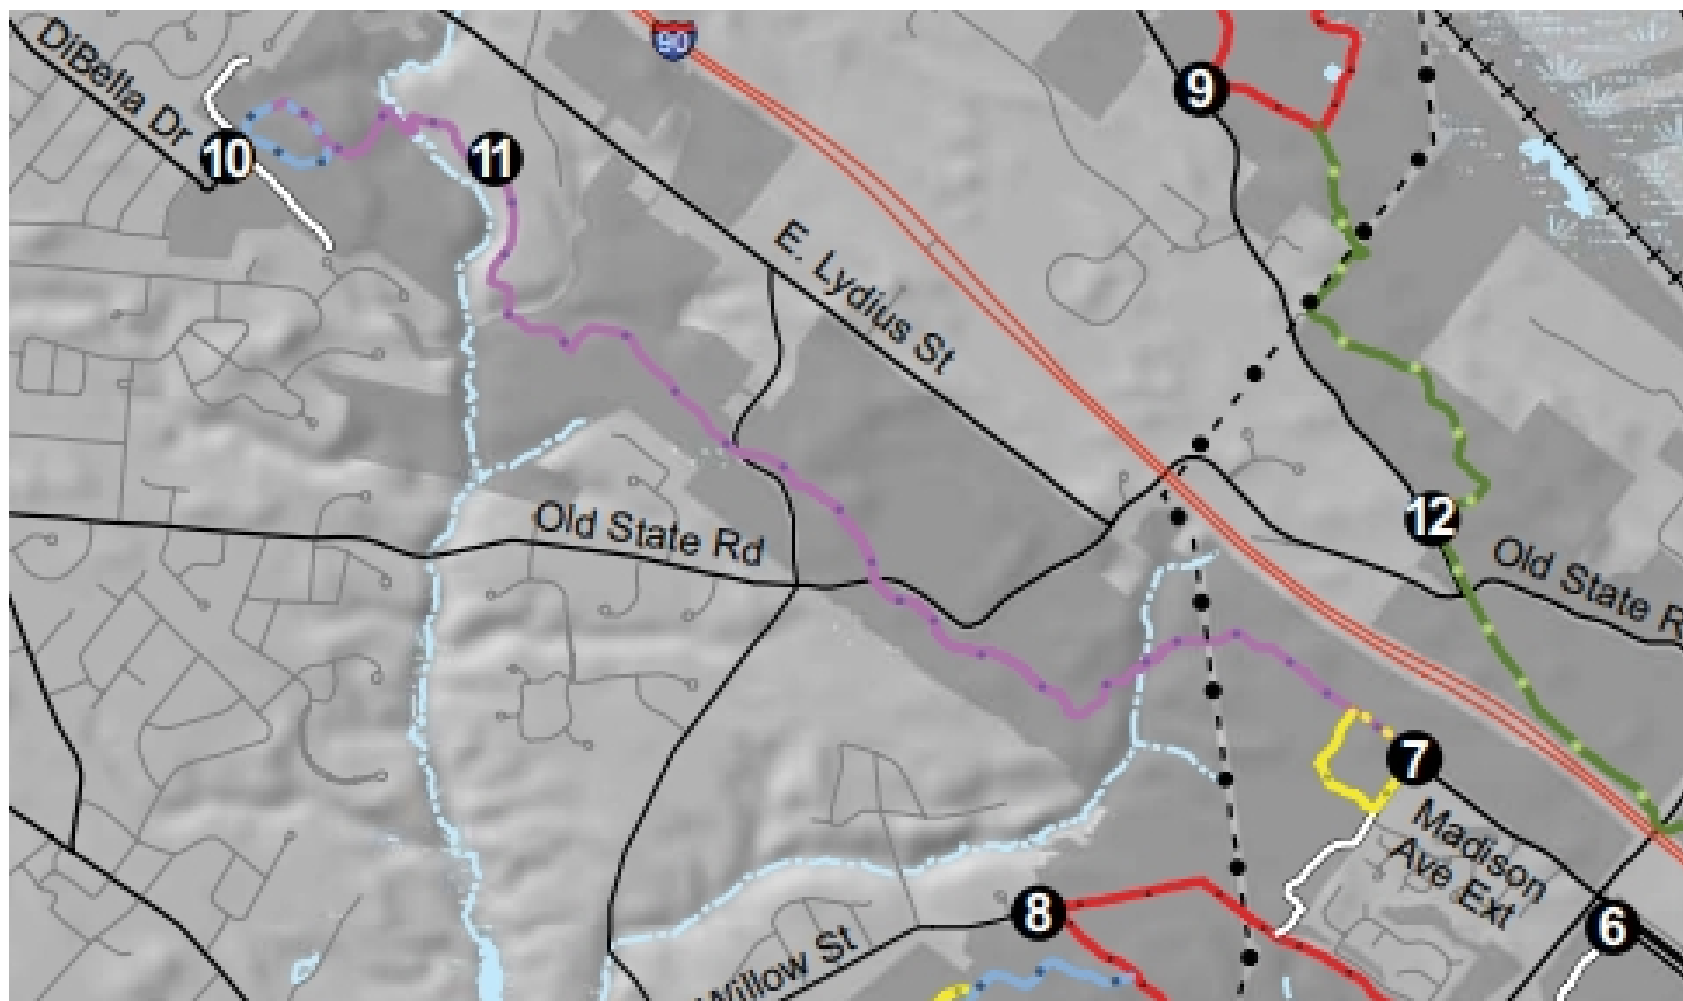 DiBella Dr
90
9
10
11
E. Lydius St
12
Old State Rd
Old State R
7
Madison
Ave Ext
8
6
Willow St